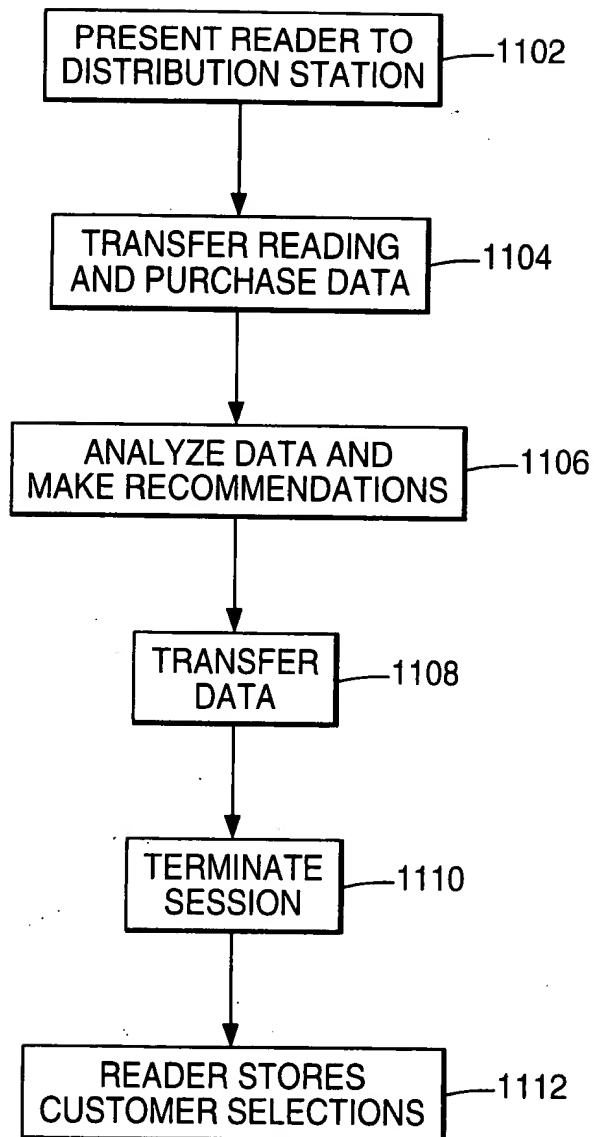 PRESENT READER TO
DISTRIBUTION STATION
1102
TRANSFER READING
AND PURCHASE DATA
1104
ANALYZE DATA AND
MAKE RECOMMENDATIONS
1106
TRANSFER
DATA
1108
TERMINATE
SESSION
1110
READER STORES
CUSTOMER SELECTIONS
1112